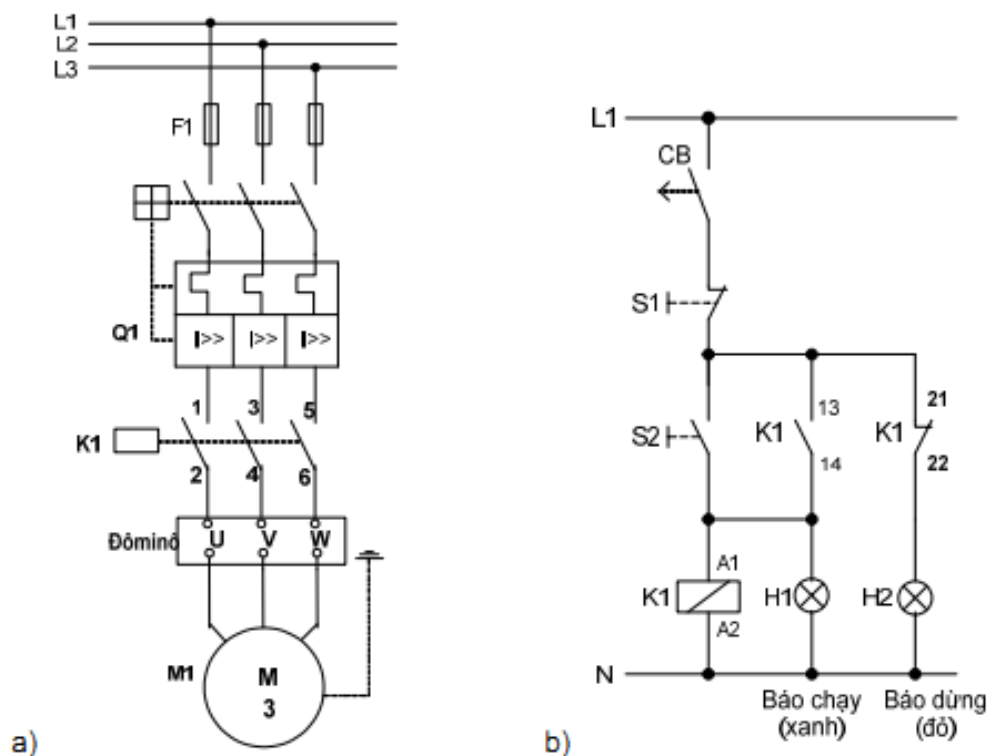 L1
L2
L3
F1
Q1
I>> I>> I>>
1 3 5
K1
2 4 6
Đôminô U V W
M1
M
3
a)
L1
CB
S1
S2
K1
13
14
K1
21
22
K1
A1
A2
H1
H2
N
Báo chạy
(xanh)
Báo dừng
(đỏ)
b)